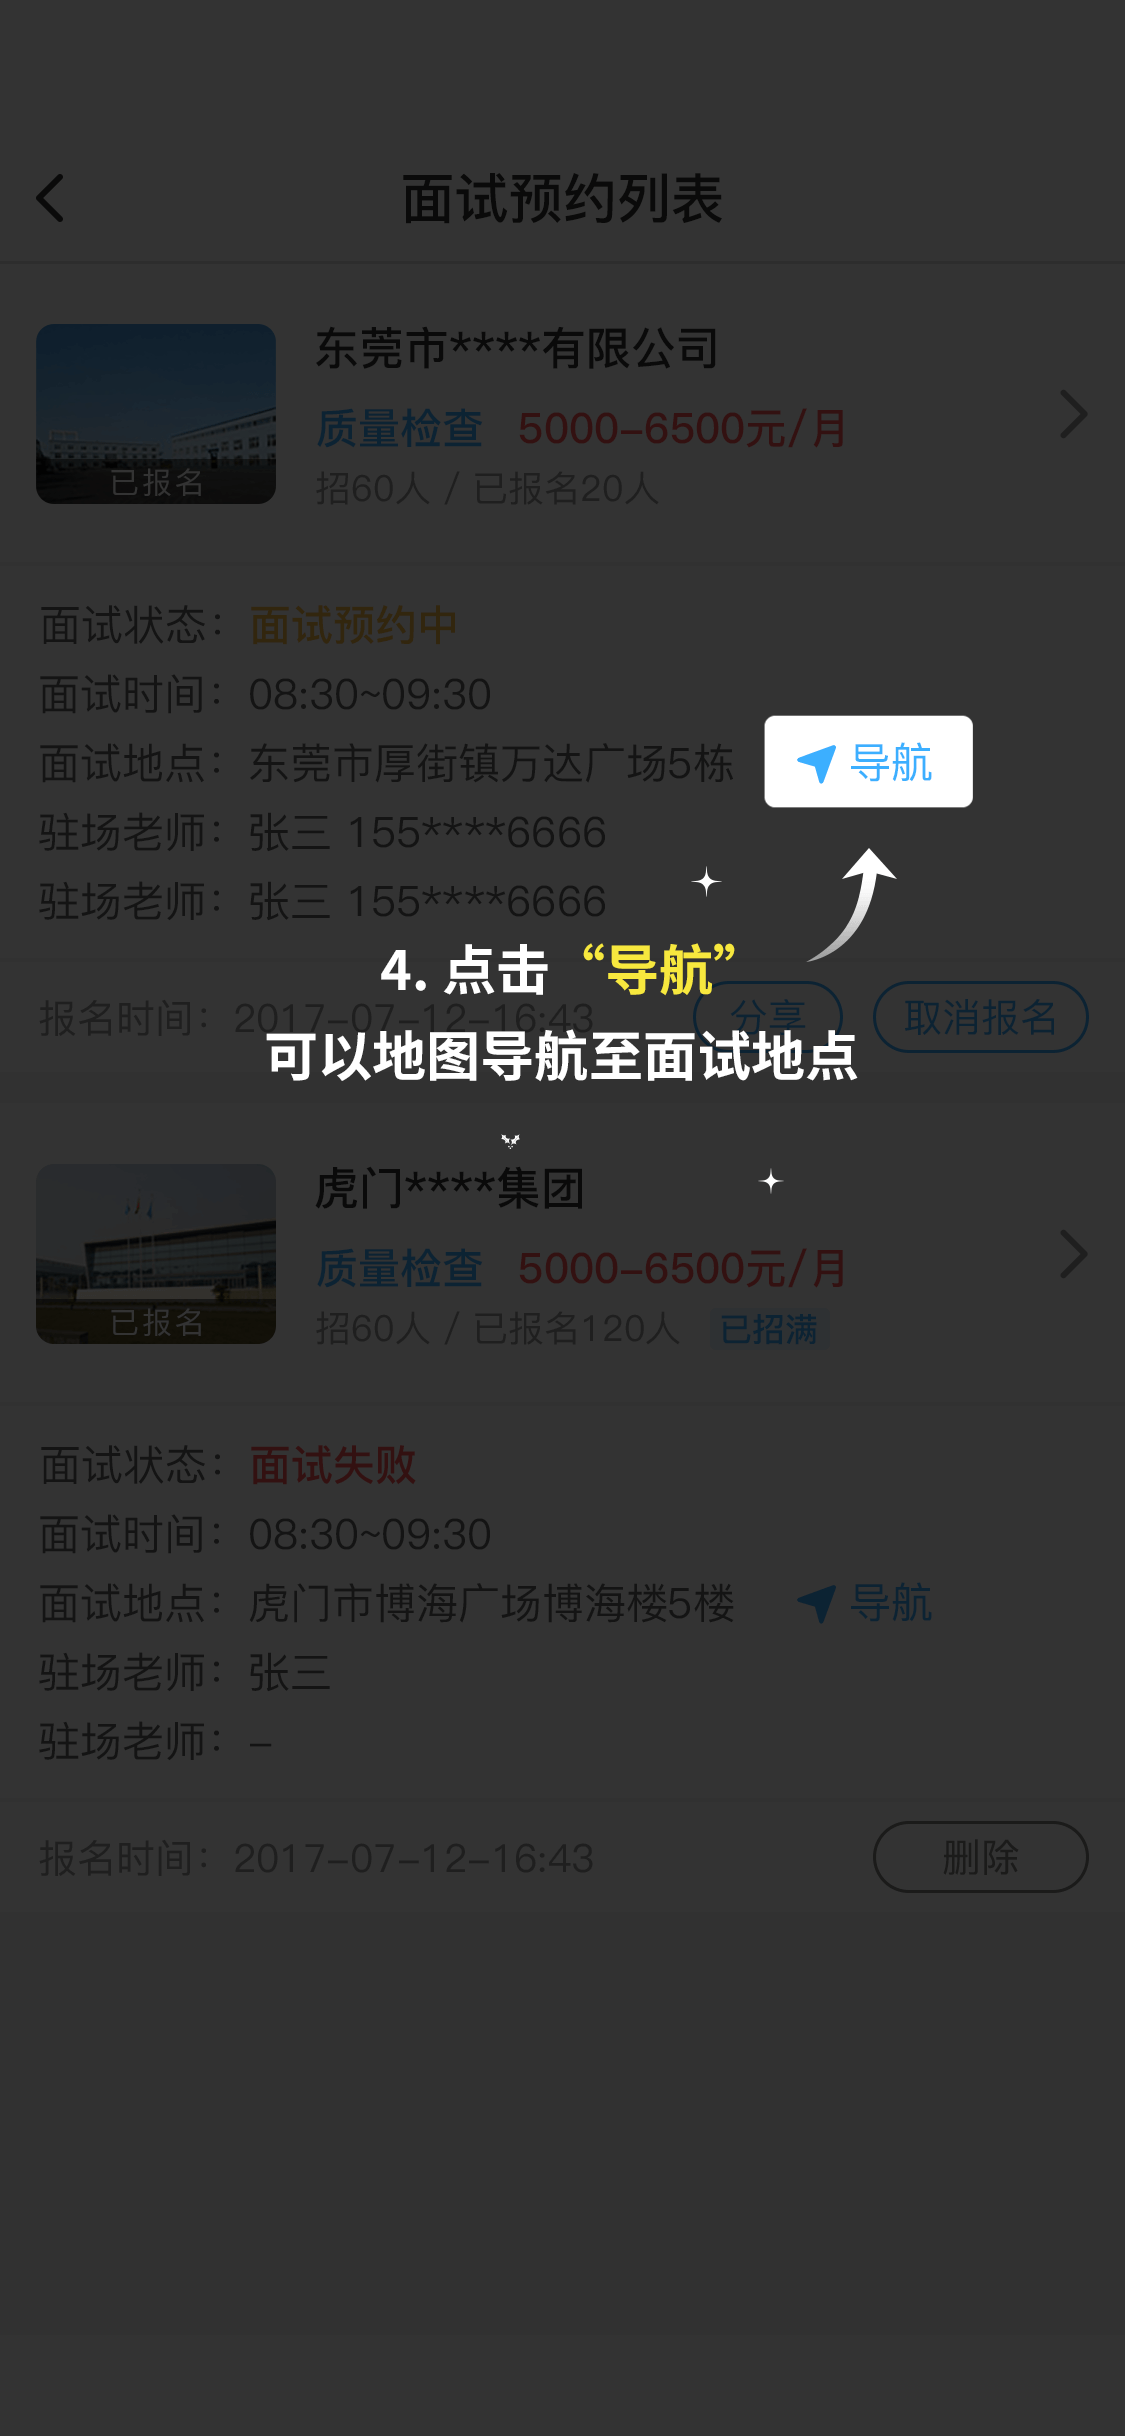 面试预约列表
东莞市****有限公司
质量检查 5000-6500元/月
已报名
招60人 / 已报名20人
面试状态：面试预约中
面试时间：08:30~09:30
面试地点：东莞市厚街镇万达广场5栋 导航
驻场老师：张三 155****6666
驻场老师：张三 155****6666
4. 点击“导航”
报名时间：2017-07-12-16:43 分享 取消报名
可以地图导航至面试地点
虎门****集团
质量检查 5000-6500元/月
已报名
招60人 / 已报名120人 已招满
面试状态：面试失败
面试时间：08:30~09:30
面试地点：虎门市博海广场博海楼5楼 导航
驻场老师：张三
驻场老师：-
报名时间：2017-07-12-16:43 删除